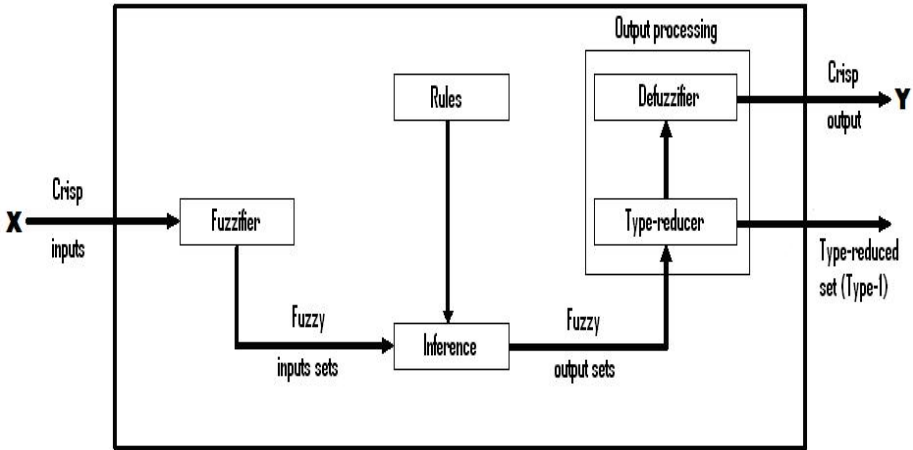 Output processing
Rules
Defuzzifier
Crisp
output
Y
X
Crisp
inputs
Fuzzifier
Type-reducer
Type-reduced
set (Type-1)
Fuzzy
inputs sets
Inference
Fuzzy
output sets